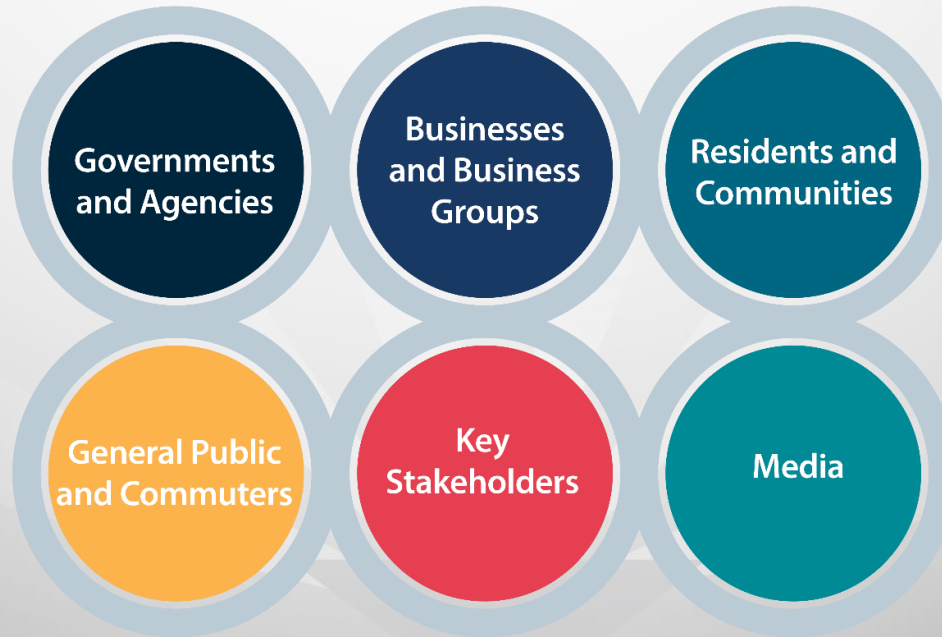 Governments
and Agencies
Businesses
and Business
Groups
Residents and
Communities
General Public
and Commuters
Key
Stakeholders
Media